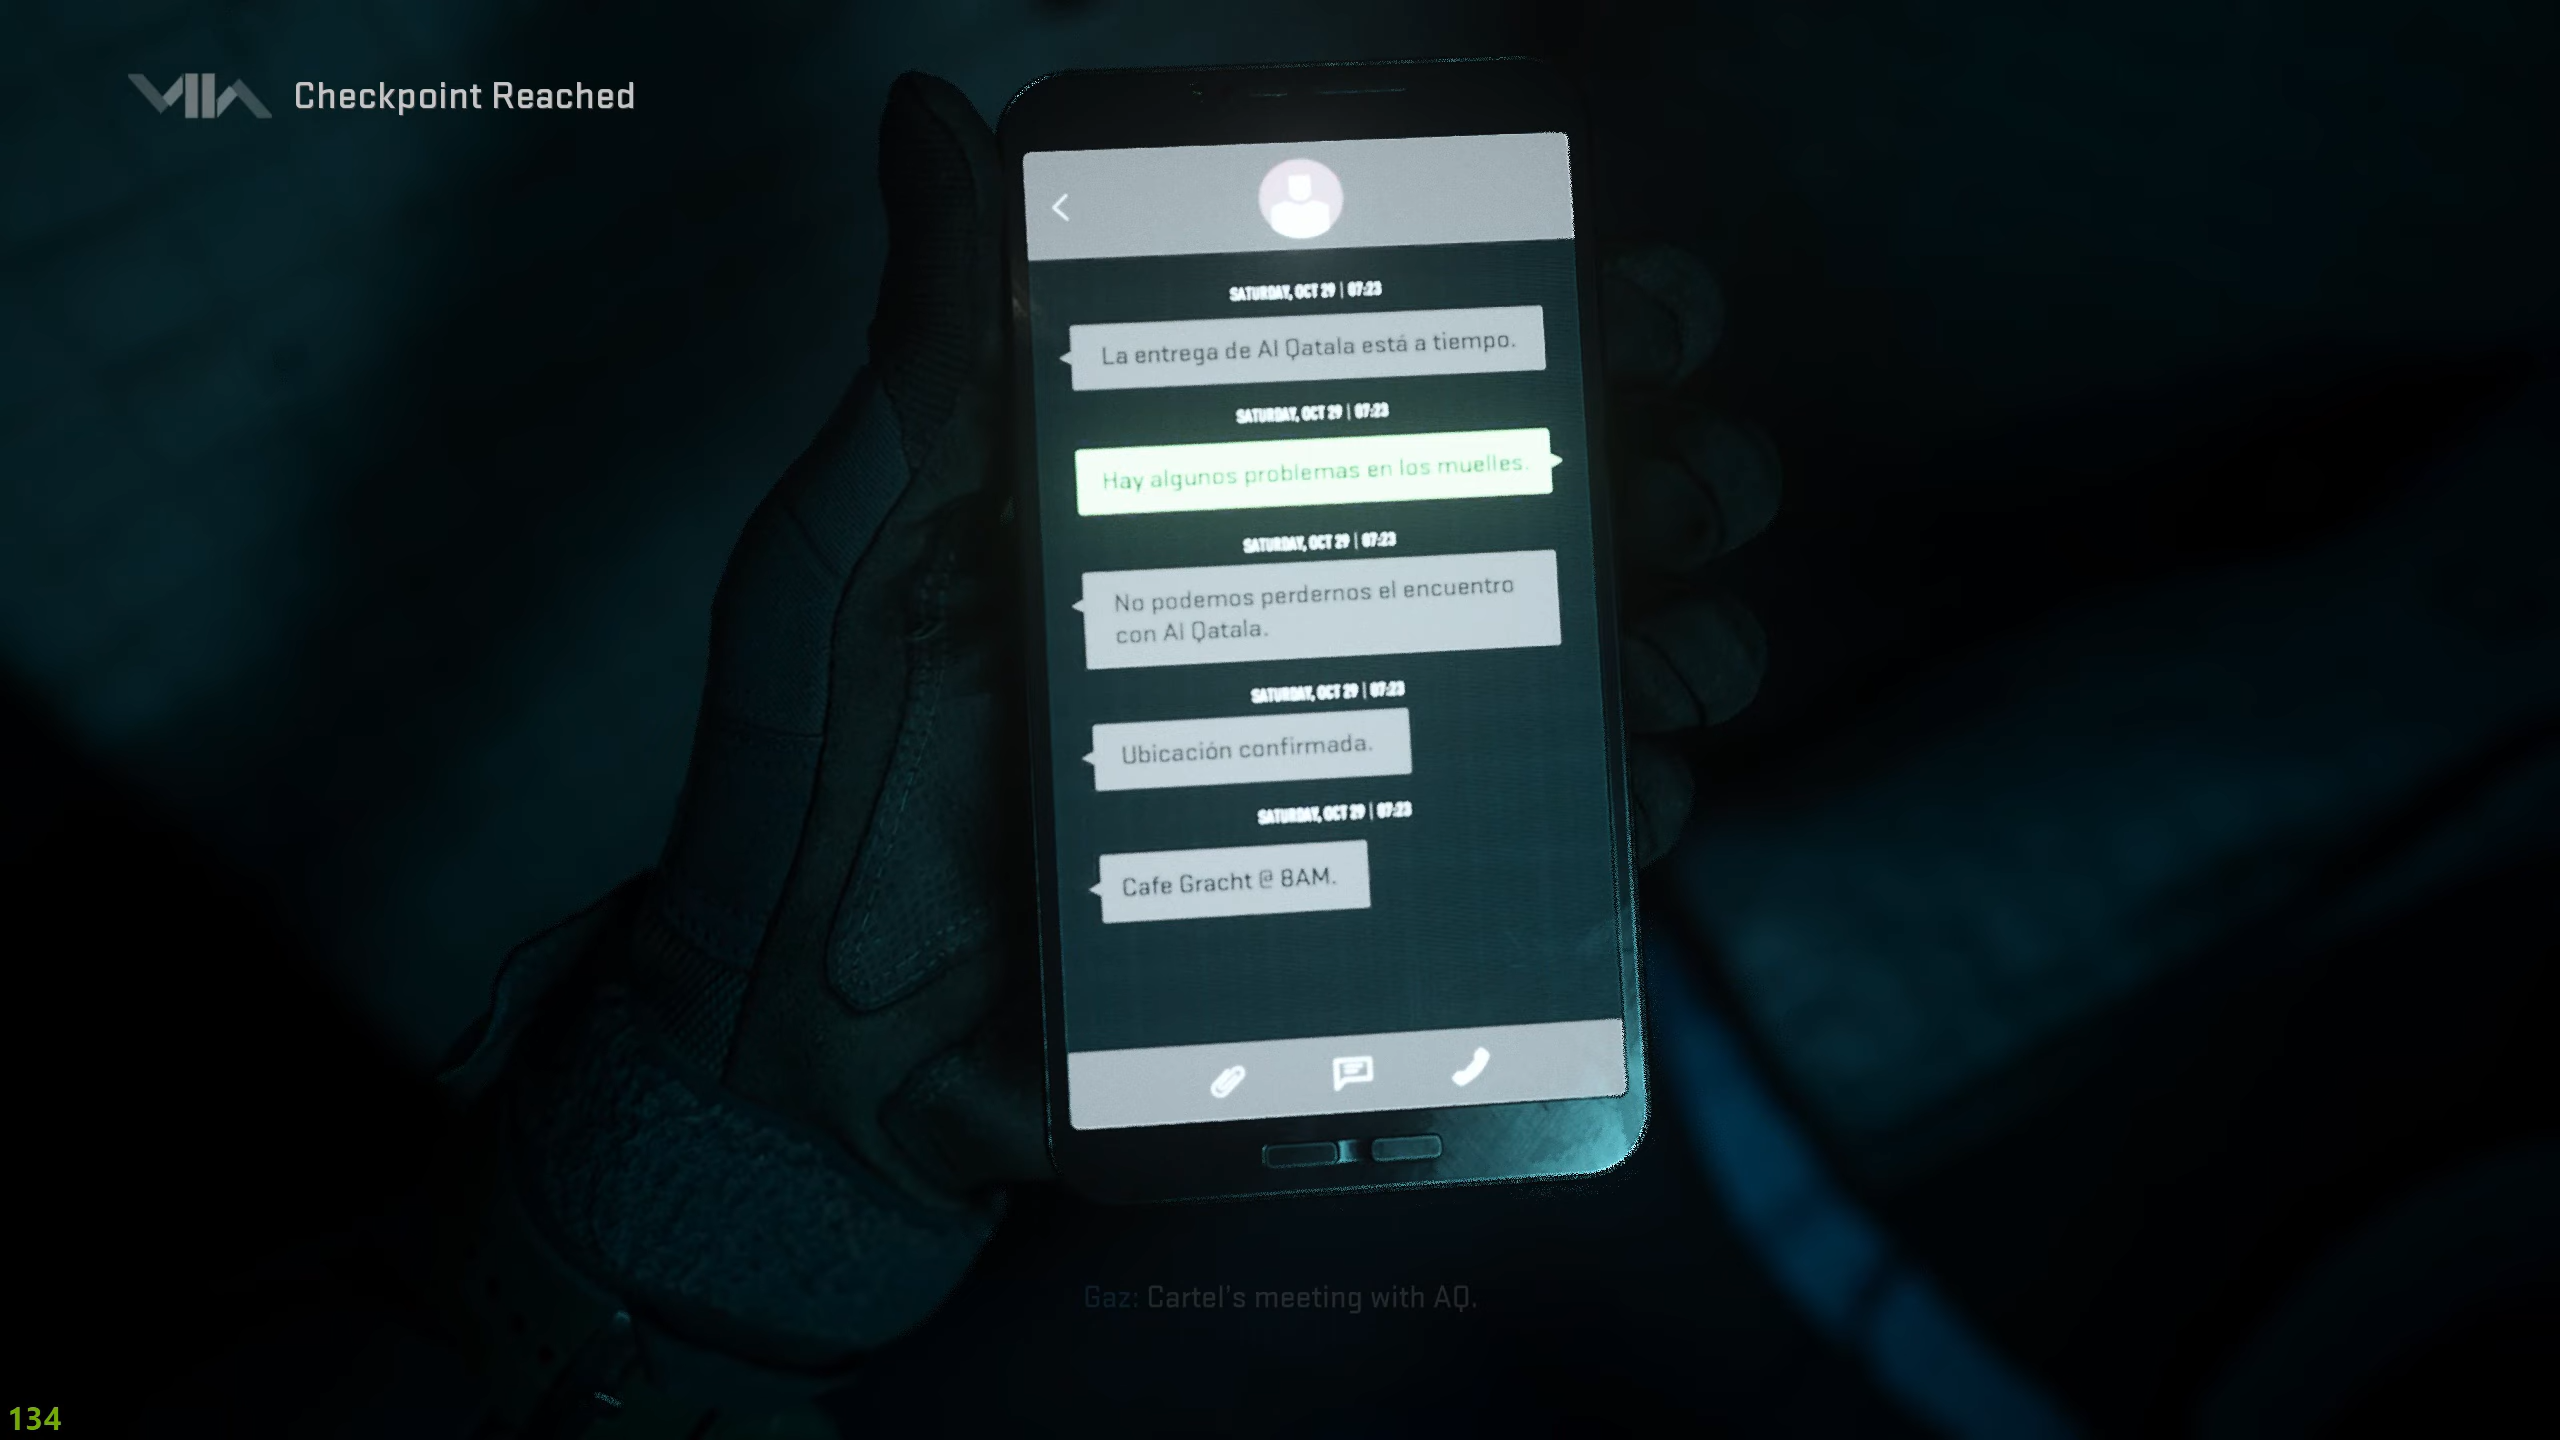 Checkpoint Reached
SATURDAY, OCT 29 | 07:23
La entrega de Al Qatala está a tiempo.
SATURDAY, OCT 29 | 07:23
Hay algunos problemas en los muelles.
SATURDAY, OCT 29 | 07:23
No podemos perdernos el encuentro
con Al Qatala.
SATURDAY, OCT 29 | 07:23
Ubicación confirmada.
SATURDAY, OCT 29 | 07:23
Cafe Gracht @ 8AM.
Gaz: Cartel's meeting with AQ.
134